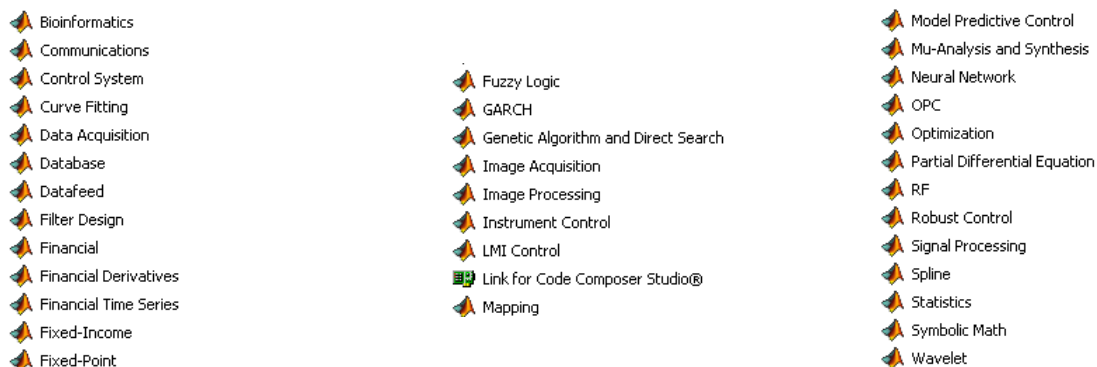 Bioinformatics
Communications
Control System
Curve Fitting
Data Acquisition
Database
Datafeed
Filter Design
Financial
Financial Derivatives
Financial Time Series
Fixed-Income
Fixed-Point
Fuzzy Logic
GARCH
Genetic Algorithm and Direct Search
Image Acquisition
Image Processing
Instrument Control
LMI Control
Link for Code Composer Studio®
Mapping
Model Predictive Control
Mu-Analysis and Synthesis
Neural Network
OPC
Optimization
Partial Differential Equation
RF
Robust Control
Signal Processing
Spline
Statistics
Symbolic Math
Wavelet